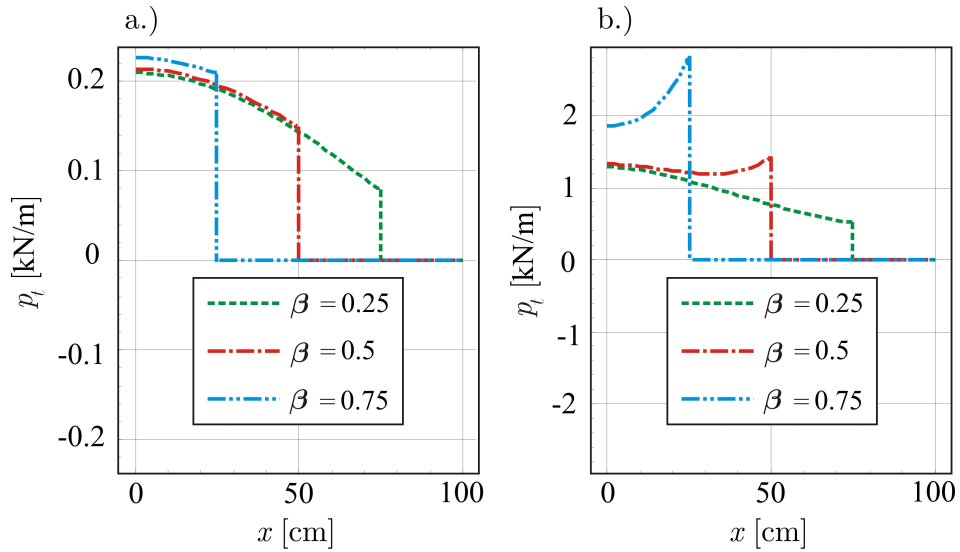 a.)
b.)
0.2
0.1
0
-0.1
-0.2
p_t [kN/m]
β = 0.25
β = 0.5
β = 0.75
0 50 100
x [cm]
2
1
0
-1
-2
p_t [kN/m]
β = 0.25
β = 0.5
β = 0.75
0 50 100
x [cm]